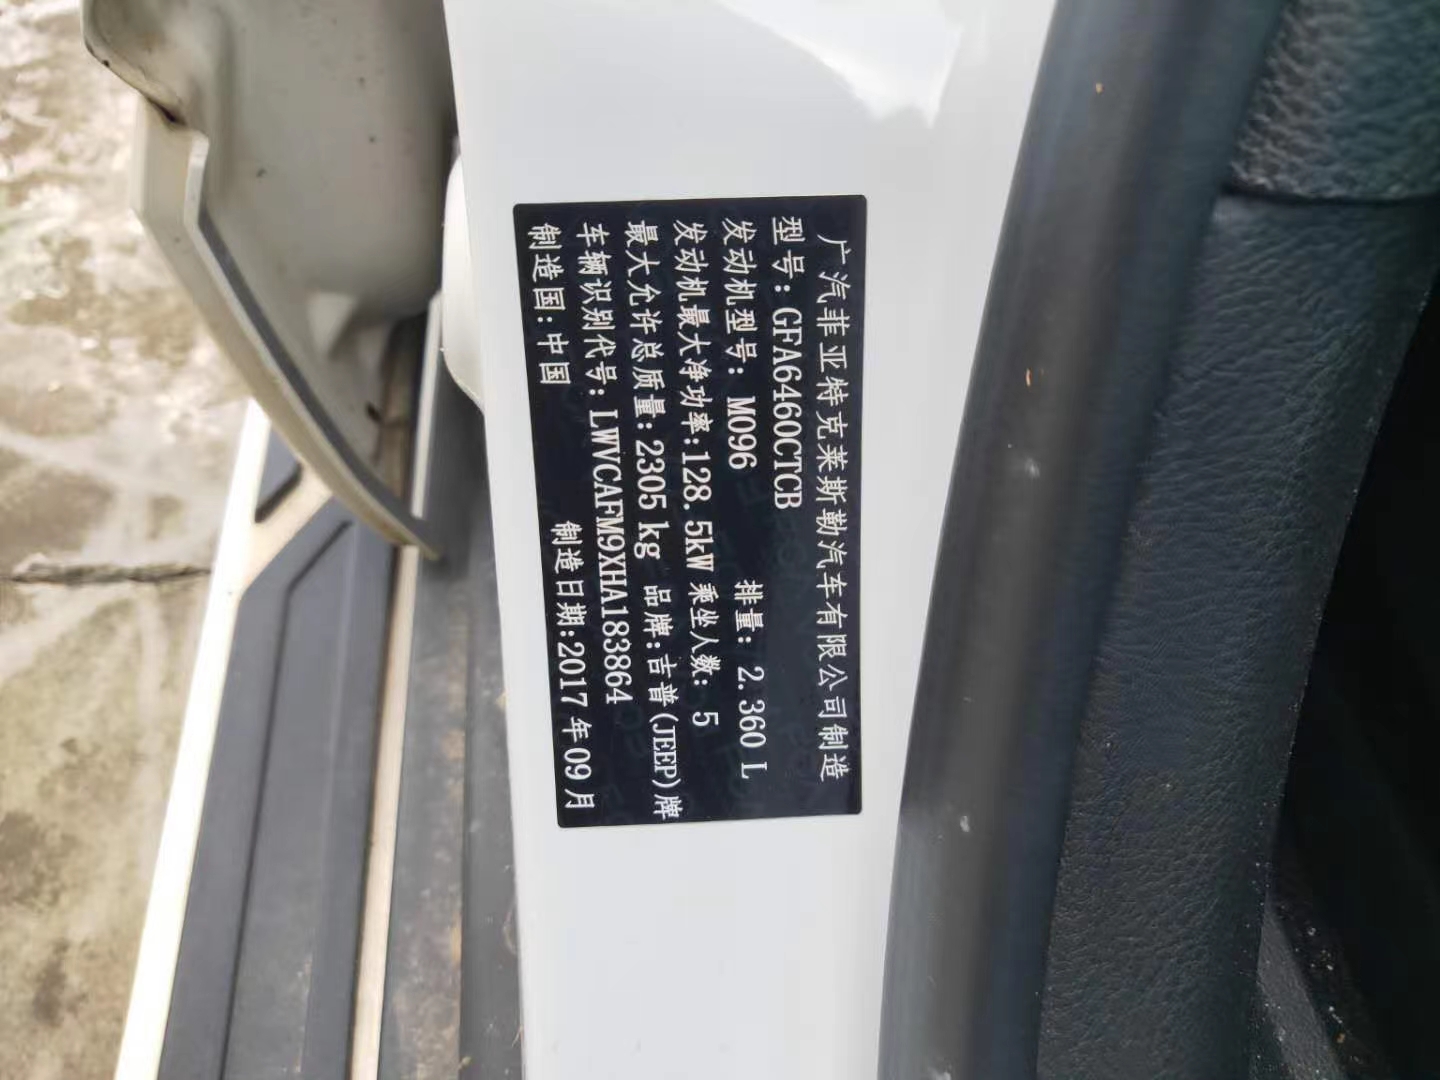 广汽菲亚特克莱斯勒汽车有限公司制造
型号: GFA6460CTCB
发动机型号: M096 排量: 2.360 L
发动机最大净功率:128.5kW 乘坐人数: 5
最大允许总质量:2305 kg 品牌:吉普(JEEP)牌
车辆识别代号: LWVCAFM9XHA183864
制造国:中国 制造日期:2017年09月